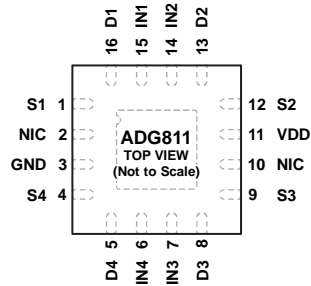 D1 IN1 IN2 D2
16 15 14 13
S1 1
NIC 2
GND 3
S4 4
ADG811
TOP VIEW
(Not to Scale)
12 S2
11 VDD
10 NIC
9 S3
5 6 7 8
D4 IN4 IN3 D3